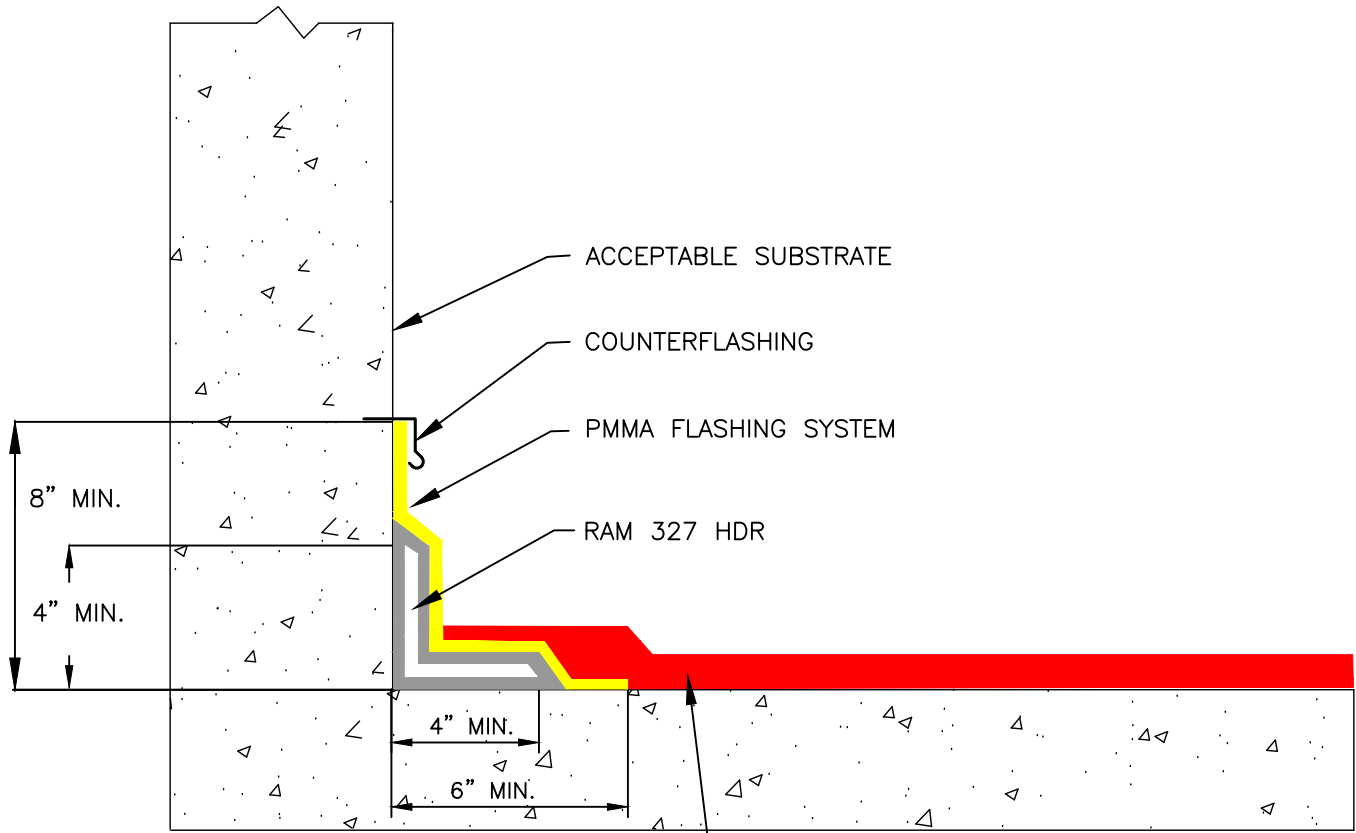 ACCEPTABLE SUBSTRATE
COUNTERFLASHING
PMMA FLASHING SYSTEM
8” MIN.
RAM 327 HDR
4” MIN.
4” MIN.
6” MIN.